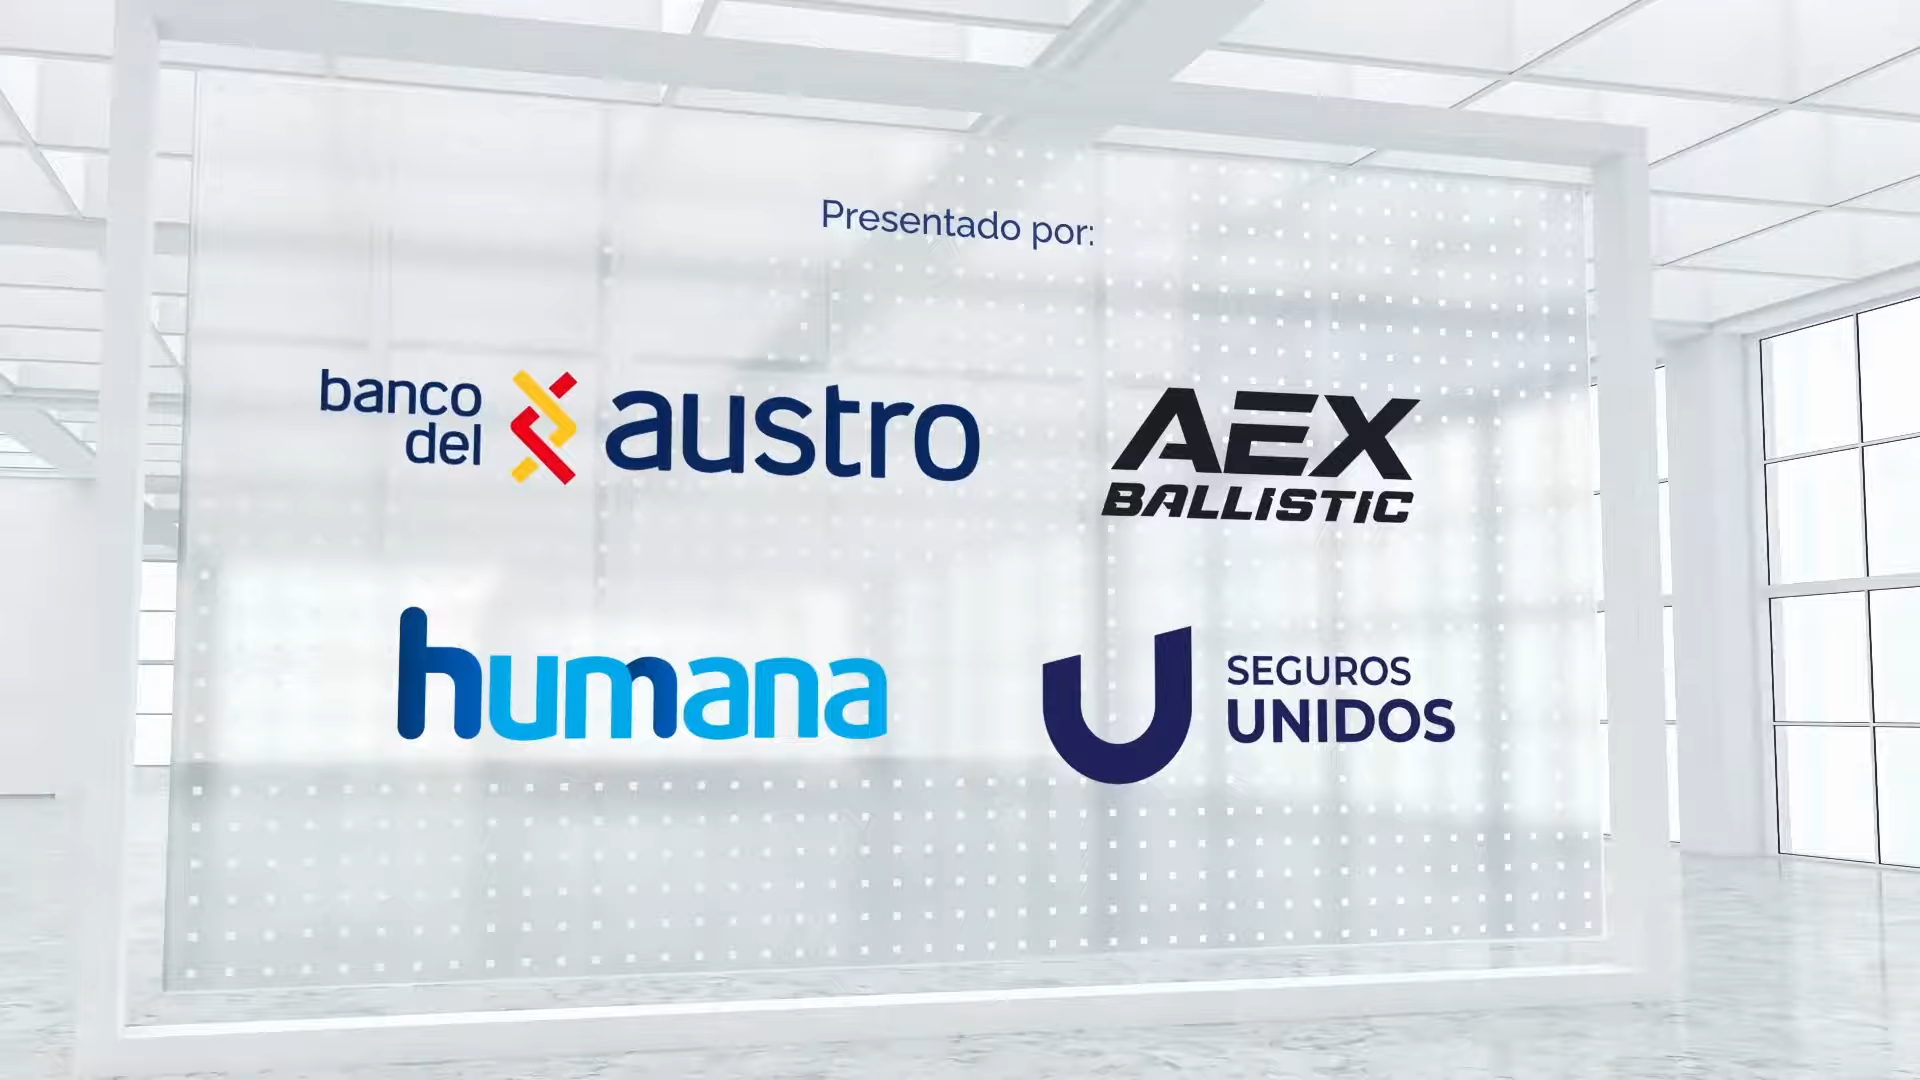 Presentado por:
banco
del
austro
AEX
BALLISTIC
humana
SEGUROS
UNIDOS